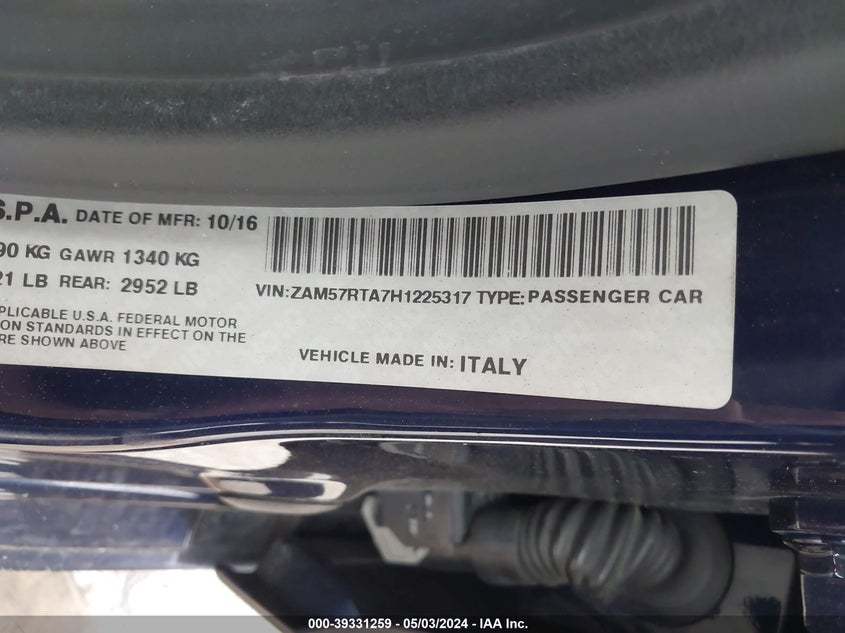 S.P.A. DATE OF MFR: 10/16
90 KG GAWR 1340 KG
21 LB REAR: 2952 LB
VIN:ZAM57RTA7H1225317 TYPE:PASSENGER CAR
PLICABLE U.S.A. FEDERAL MOTOR
ON STANDARDS IN EFFECT ON THE
RE SHOWN ABOVE
VEHICLE MADE IN: ITALY
000-39331259 - 05/03/2024 - IAA Inc.